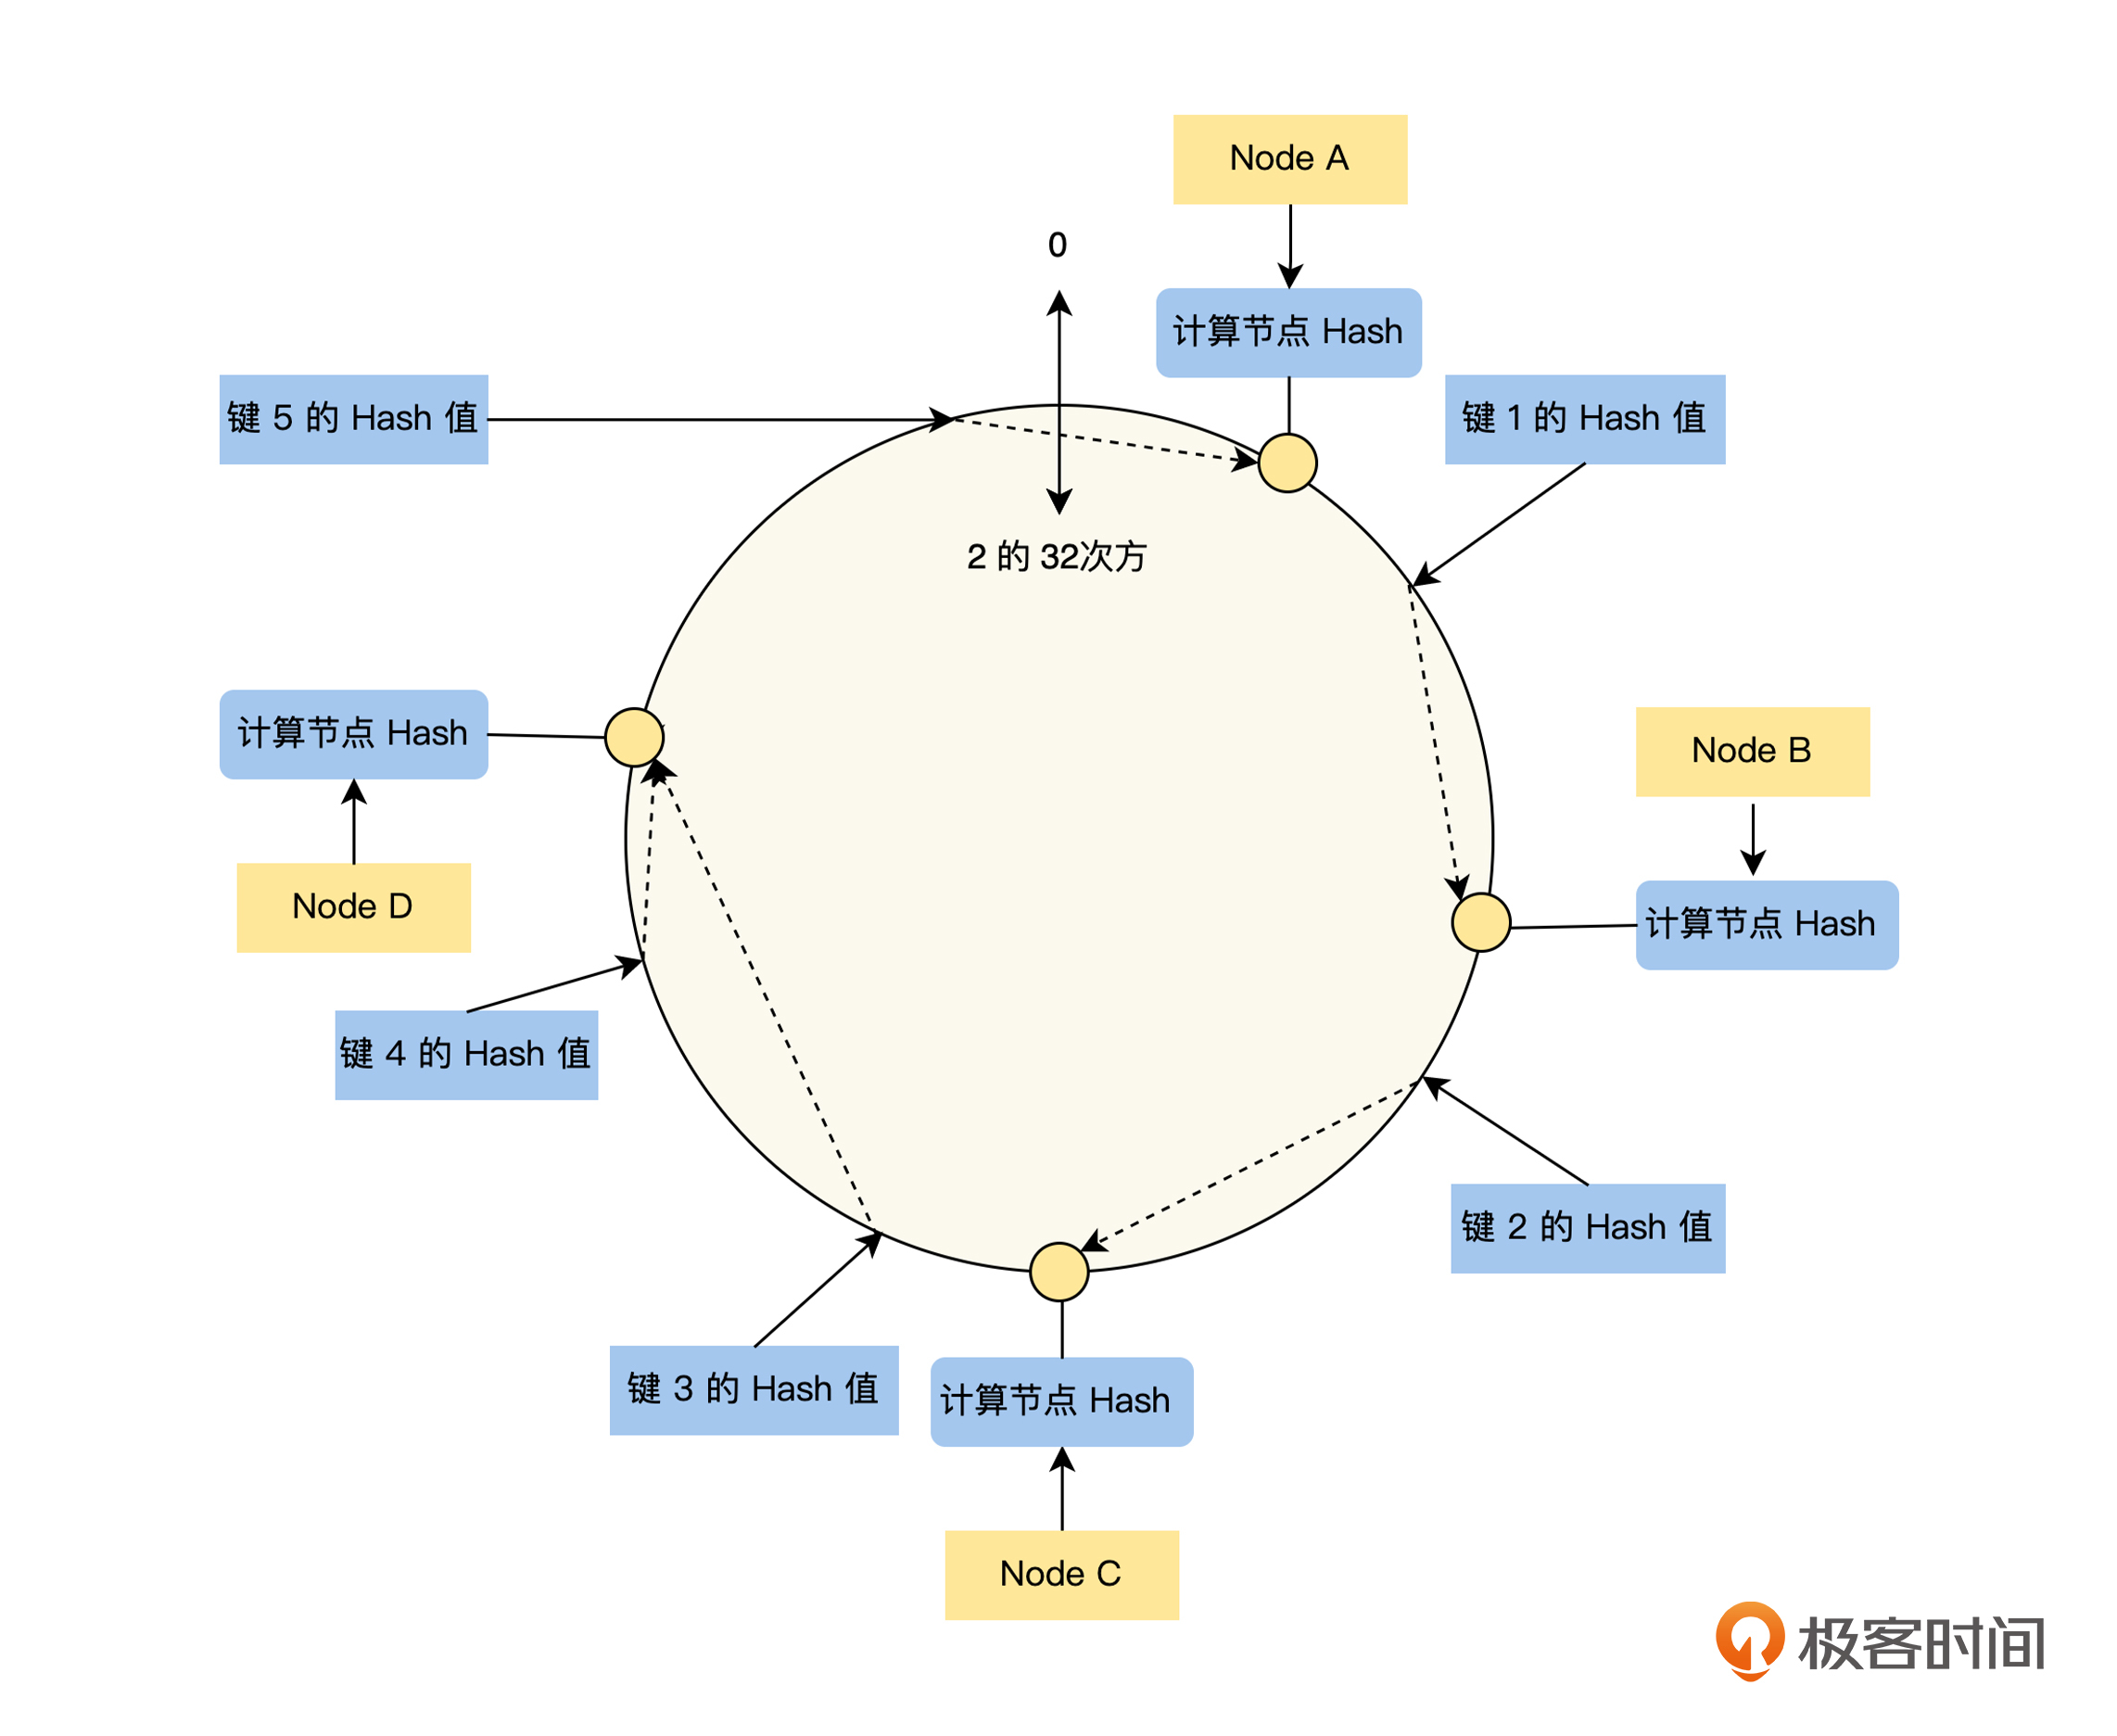 Node A
0
计算节点 Hash
键 5 的 Hash 值
键 1 的 Hash 值
2 的 32次方
计算节点 Hash
Node B
Node D
计算节点 Hash
键 4 的 Hash 值
键 2 的 Hash 值
键 3 的 Hash 值
计算节点 Hash
Node C
极客时间